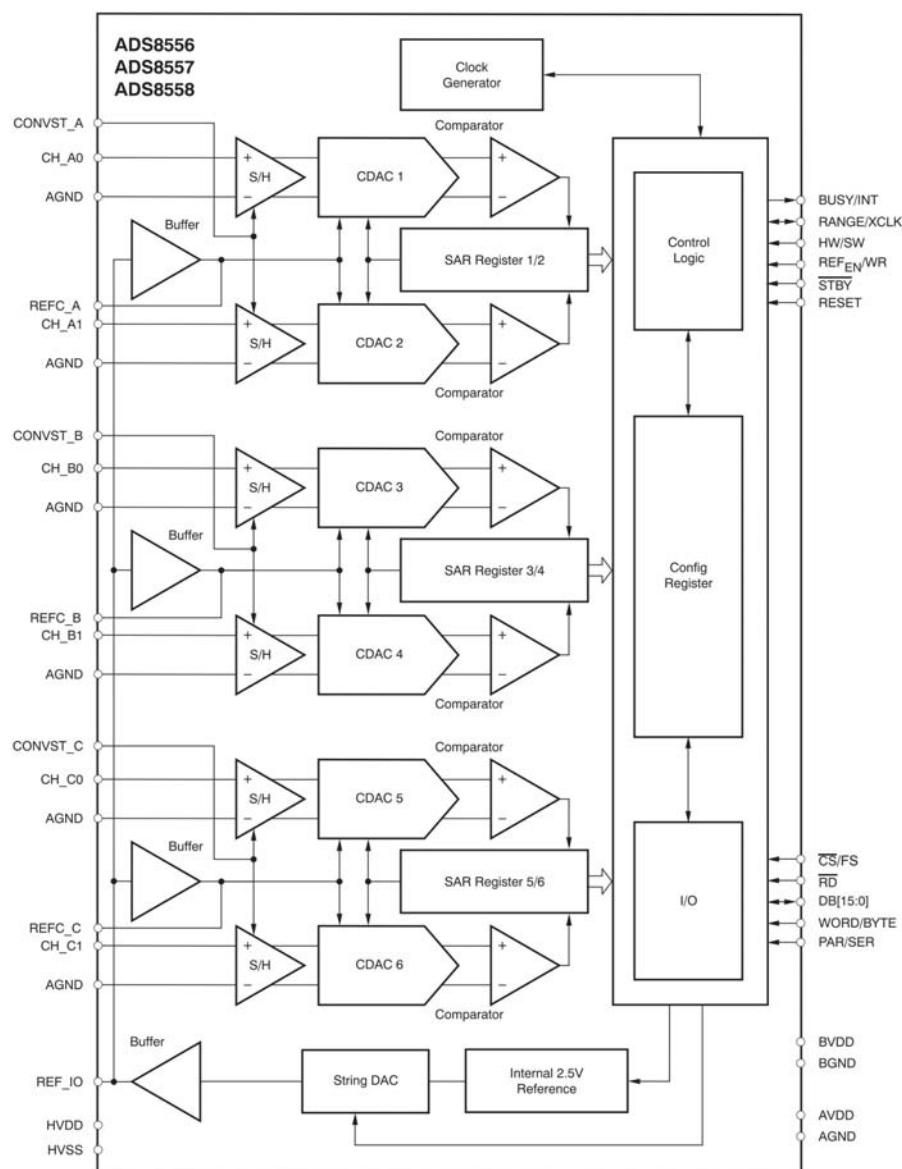 ADS8556
ADS8557
ADS8558
Clock
Generator
CONVST_A
Comparator
CH_A0
+
S/H
−
CDAC 1
+
−
AGND
Buffer
SAR Register 1/2
Control
Logic
BUSY/INT
RANGE/XCLK
HW/SW
REF_EN/WR
S̅T̅B̅Y̅
RESET
REFC_A
CH_A1
+
S/H
−
CDAC 2
+
−
AGND
Comparator
CONVST_B
Comparator
CH_B0
+
S/H
−
CDAC 3
+
−
AGND
Buffer
SAR Register 3/4
Config
Register
REFC_B
CH_B1
+
S/H
−
CDAC 4
+
−
AGND
Comparator
CONVST_C
Comparator
CH_C0
+
S/H
−
CDAC 5
+
−
AGND
Buffer
SAR Register 5/6
I/O
C̅S̅/FS
R̅D̅
DB[15:0]
WORD/BYTE
PAR/SER
REFC_C
CH_C1
+
S/H
−
CDAC 6
+
−
AGND
Comparator
Buffer
REF_IO
String DAC
Internal 2.5V
Reference
BVDD
BGND
HVDD
HVSS
AVDD
AGND